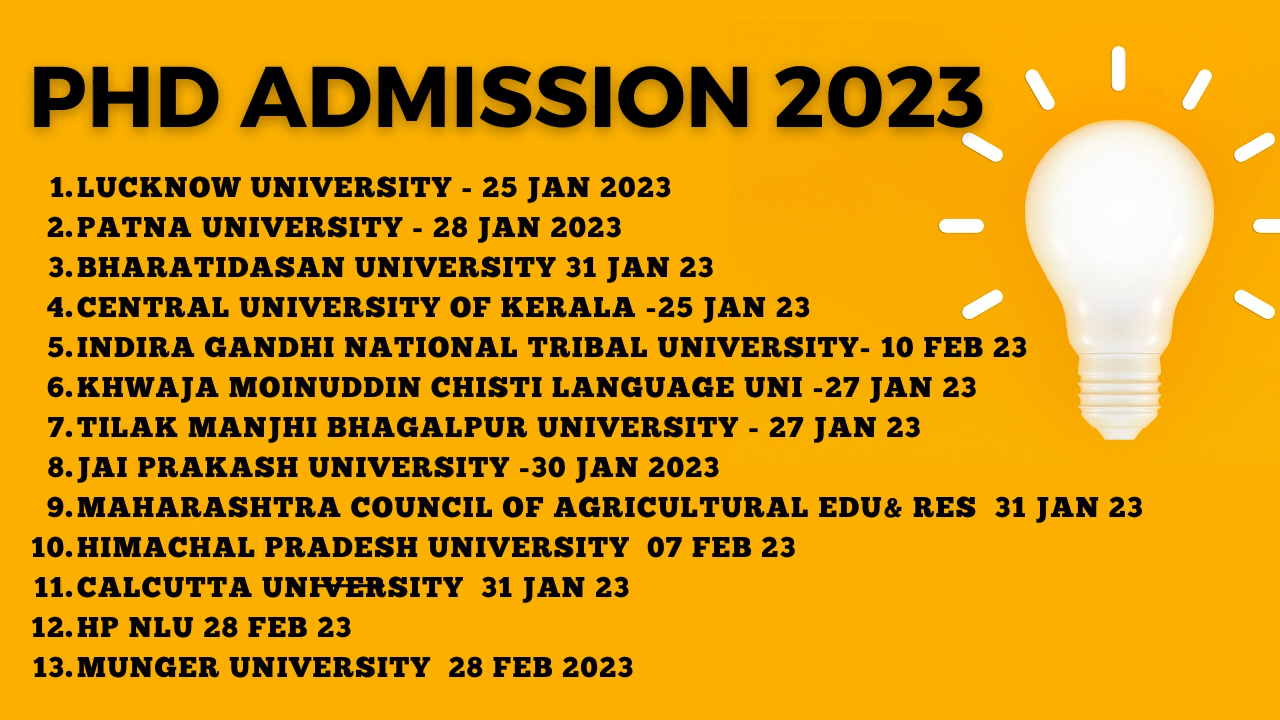 PHD ADMISSION 2023
1. LUCKNOW UNIVERSITY - 25 JAN 2023
2. PATNA UNIVERSITY - 28 JAN 2023
3. BHARATIDASAN UNIVERSITY 31 JAN 23
4. CENTRAL UNIVERSITY OF KERALA -25 JAN 23
5. INDIRA GANDHI NATIONAL TRIBAL UNIVERSITY- 10 FEB 23
6. KHWAJA MOINUDDIN CHISTI LANGUAGE UNI -27 JAN 23
7. TILAK MANJHI BHAGALPUR UNIVERSITY - 27 JAN 23
8. JAI PRAKASH UNIVERSITY -30 JAN 2023
9. MAHARASHTRA COUNCIL OF AGRICULTURAL EDU& RES 31 JAN 23
10. HIMACHAL PRADESH UNIVERSITY 07 FEB 23
11. CALCUTTA UNIVERSITY 31 JAN 23
12. HP NLU 28 FEB 23
13. MUNGER UNIVERSITY 28 FEB 2023